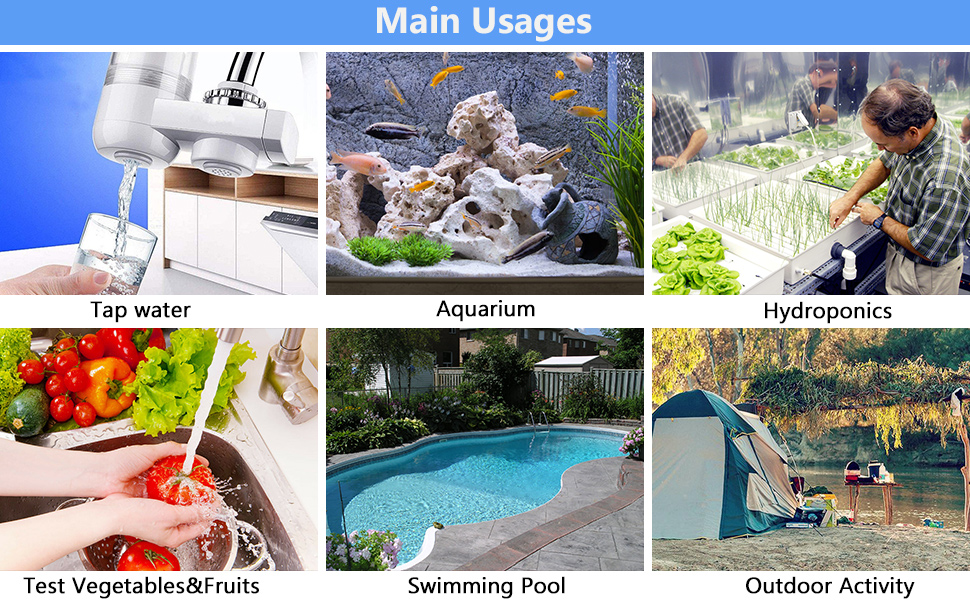 Main Usages
Tap water
Aquarium
Hydroponics
Test Vegetables&Fruits
Swimming Pool
Outdoor Activity